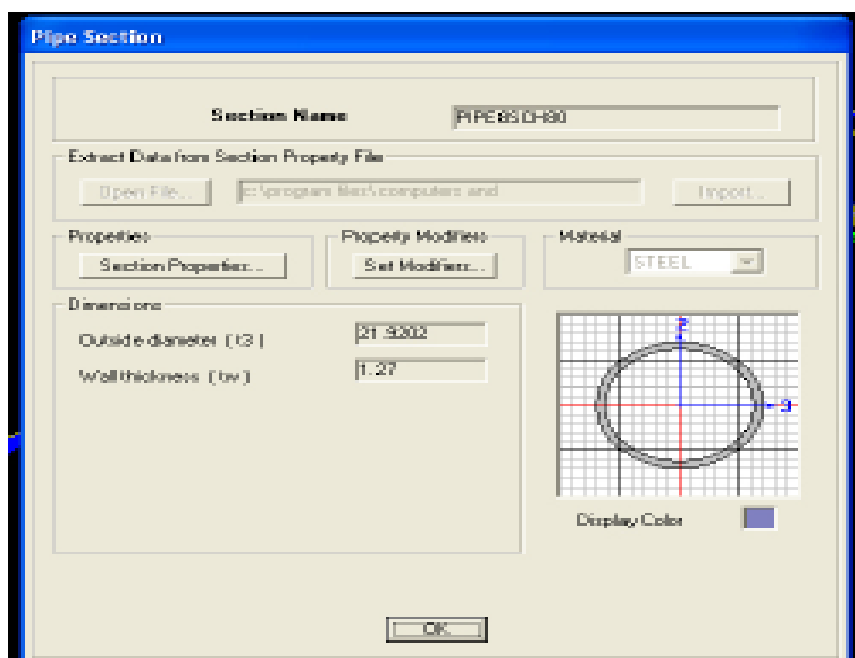 Pipe Section
Section Name PIPE8SCH80
Extract Data from Section Property File
Open File... c:\program files\computers and Import...
Properties Property Modifiers Material
Section Properties... Set Modifiers... STEEL
Dimensions
Outside diameter ( t3 ) 21.9202
Wall thickness ( tw ) 1.27
2
3
Display Color
OK